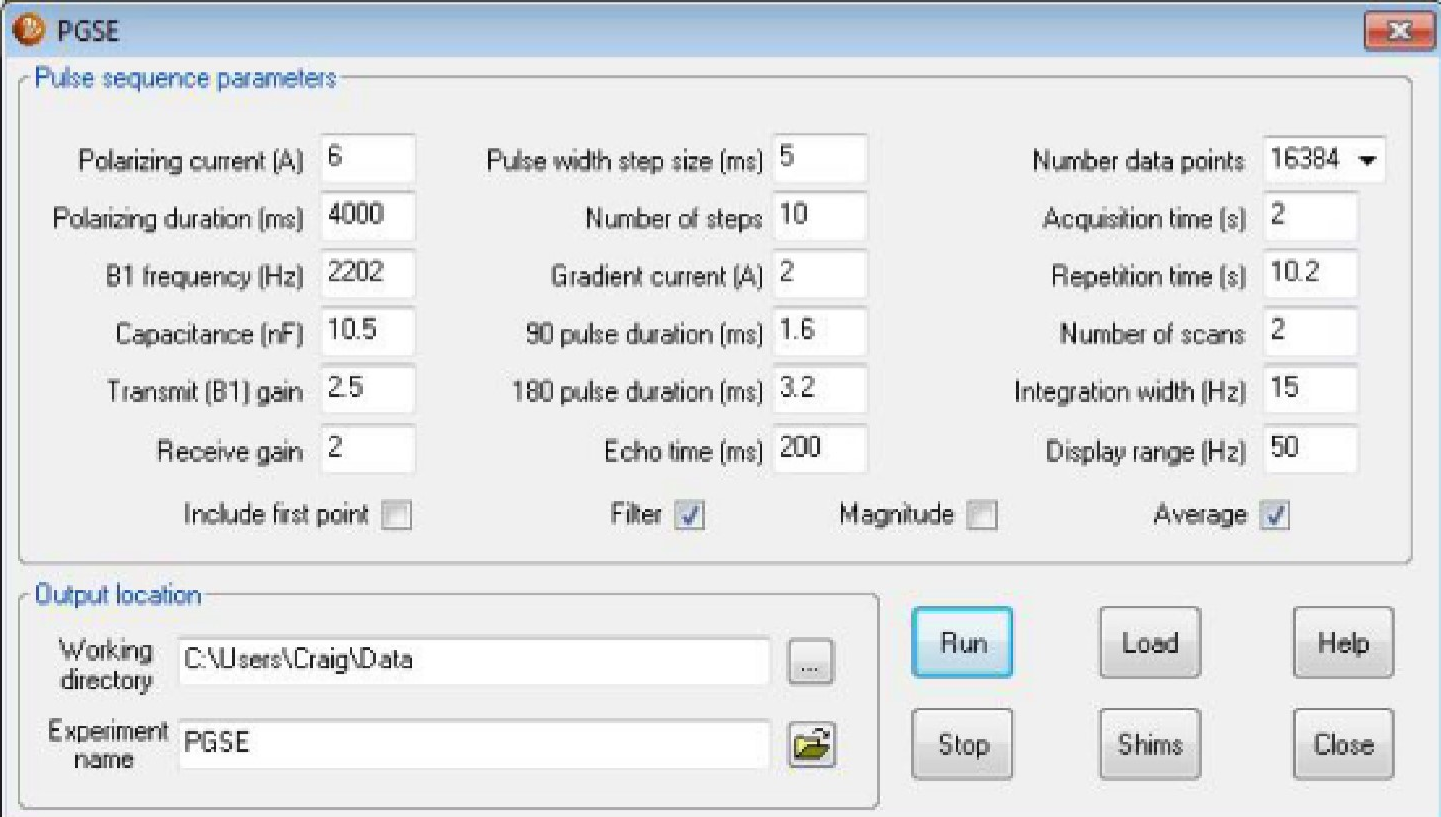 PGSE
Pulse sequence parameters
Polarizing current (A) 6 Pulse width step size (ms) 5 Number data points 16384
Polarizing duration (ms) 4000 Number of steps 10 Acquisition time (s) 2
B1 frequency (Hz) 2202 Gradient current (A) 2 Repetition time (s) 10.2
Capacitance (nF) 10.5 90 pulse duration (ms) 1.6 Number of scans 2
Transmit (B1) gain 2.5 180 pulse duration (ms) 3.2 Integration width (Hz) 15
Receive gain 2 Echo time (ms) 200 Display range (Hz) 50
Include first point Filter Magnitude Average
Output location
Working directory C:\Users\Craig\Data ...
Experiment name PGSE
Run Load Help
Stop Shims Close